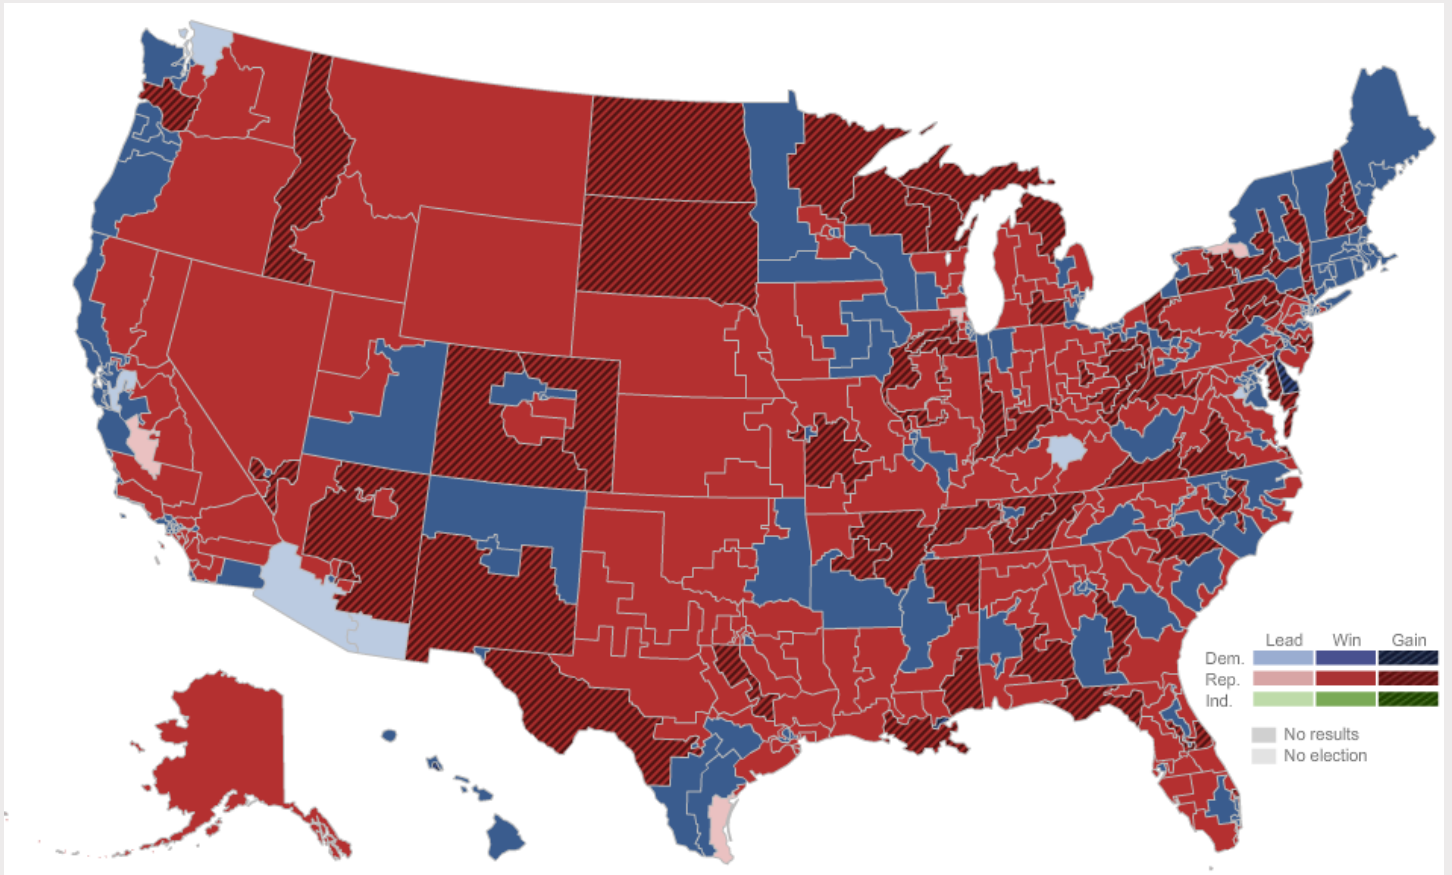 Lead Win Gain
Dem.
Rep.
Ind.
No results
No election